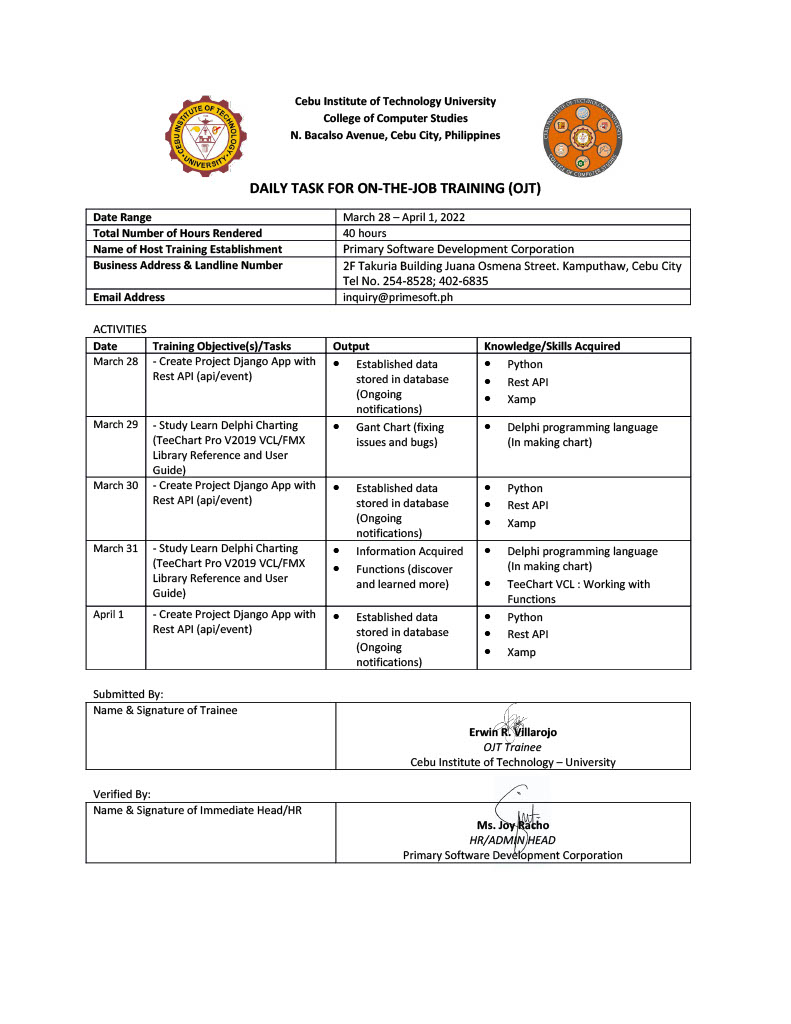 Cebu Institute of Technology University
College of Computer Studies
N. Bacalso Avenue, Cebu City, Philippines
CEBU INSTITUTE OF TECHNOLOGY
UNIVERSITY
CEBU INSTITUTE OF TECHNOLOGY UNIVERSITY
COLLEGE OF COMPUTER STUDIES
DAILY TASK FOR ON-THE-JOB TRAINING (OJT)
Date Range March 28 – April 1, 2022
Total Number of Hours Rendered 40 hours
Name of Host Training Establishment Primary Software Development Corporation
Business Address & Landline Number 2F Takuria Building Juana Osmena Street. Kamputhaw, Cebu City
Tel No. 254-8528; 402-6835
Email Address inquiry@primesoft.ph
ACTIVITIES
Date Training Objective(s)/Tasks Output Knowledge/Skills Acquired
March 28
- Create Project Django App with
Rest API (api/event)
• Established data
stored in database
(Ongoing
notifications)
• Python
• Rest API
• Xamp
March 29
- Study Learn Delphi Charting
(TeeChart Pro V2019 VCL/FMX
Library Reference and User
Guide)
• Gant Chart (fixing
issues and bugs)
• Delphi programming language
(In making chart)
March 30
- Create Project Django App with
Rest API (api/event)
• Established data
stored in database
(Ongoing
notifications)
• Python
• Rest API
• Xamp
March 31
- Study Learn Delphi Charting
(TeeChart Pro V2019 VCL/FMX
Library Reference and User
Guide)
• Information Acquired
• Functions (discover
and learned more)
• Delphi programming language
(In making chart)
• TeeChart VCL : Working with
Functions
April 1
- Create Project Django App with
Rest API (api/event)
• Established data
stored in database
(Ongoing
notifications)
• Python
• Rest API
• Xamp
Submitted By:
Name & Signature of Trainee
Erwin R. Villarojo
OJT Trainee
Cebu Institute of Technology – University
Verified By:
Name & Signature of Immediate Head/HR
Ms. Joy Racho
HR/ADMIN HEAD
Primary Software Development Corporation